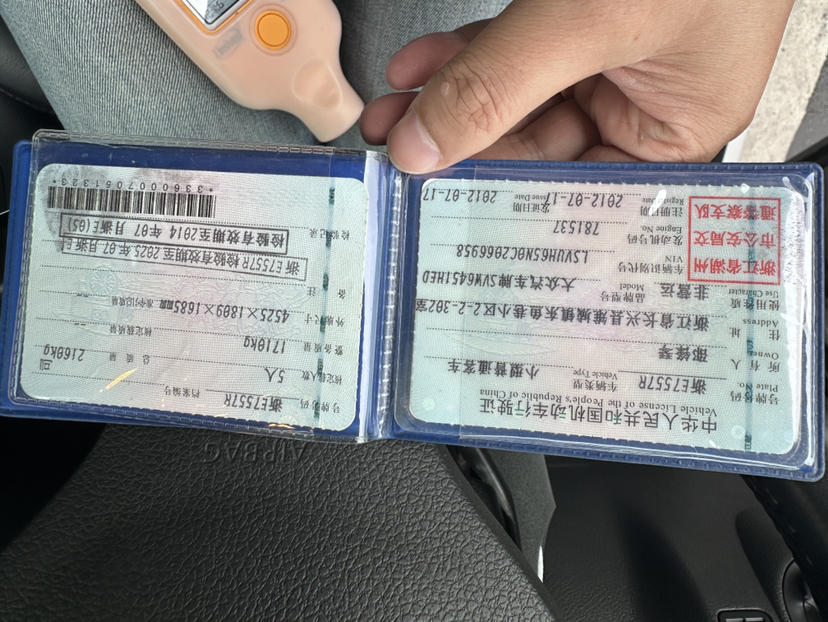 中华人民共和国机动车行驶证
Vehicle License of the People's Republic of China
号牌号码 浙E7557R 车辆类型 小型普通客车
Plate No. Vehicle Type
所有人
Owner
住址 浙江省长兴县雉城镇东鱼巷小区2-2-302室
Address
使用性质 非营运 品牌型号 大众汽车牌SVW6451HED
Use Character Model
浙江省湖州
市公安局交
通警察支队
车辆识别代号 LSVUH65N0C2066958
VIN
发动机号码 781537
Engine No.
注册日期 2012-07-17 发证日期 2012-07-17
Register Date Issue Date
号牌号码 浙E7557R 档案编号
核定载人数 5人 总质量 2160kg
整备质量 1710kg 核定载质量 --
外廓尺寸 4525×1809×1685mm 准牵引总质量 --
备注
浙E7557R 检验有效期至2025年07月浙E
检验记录
检验有效期至2014年07月浙E(05)
*3360007051323*
AIRBAG